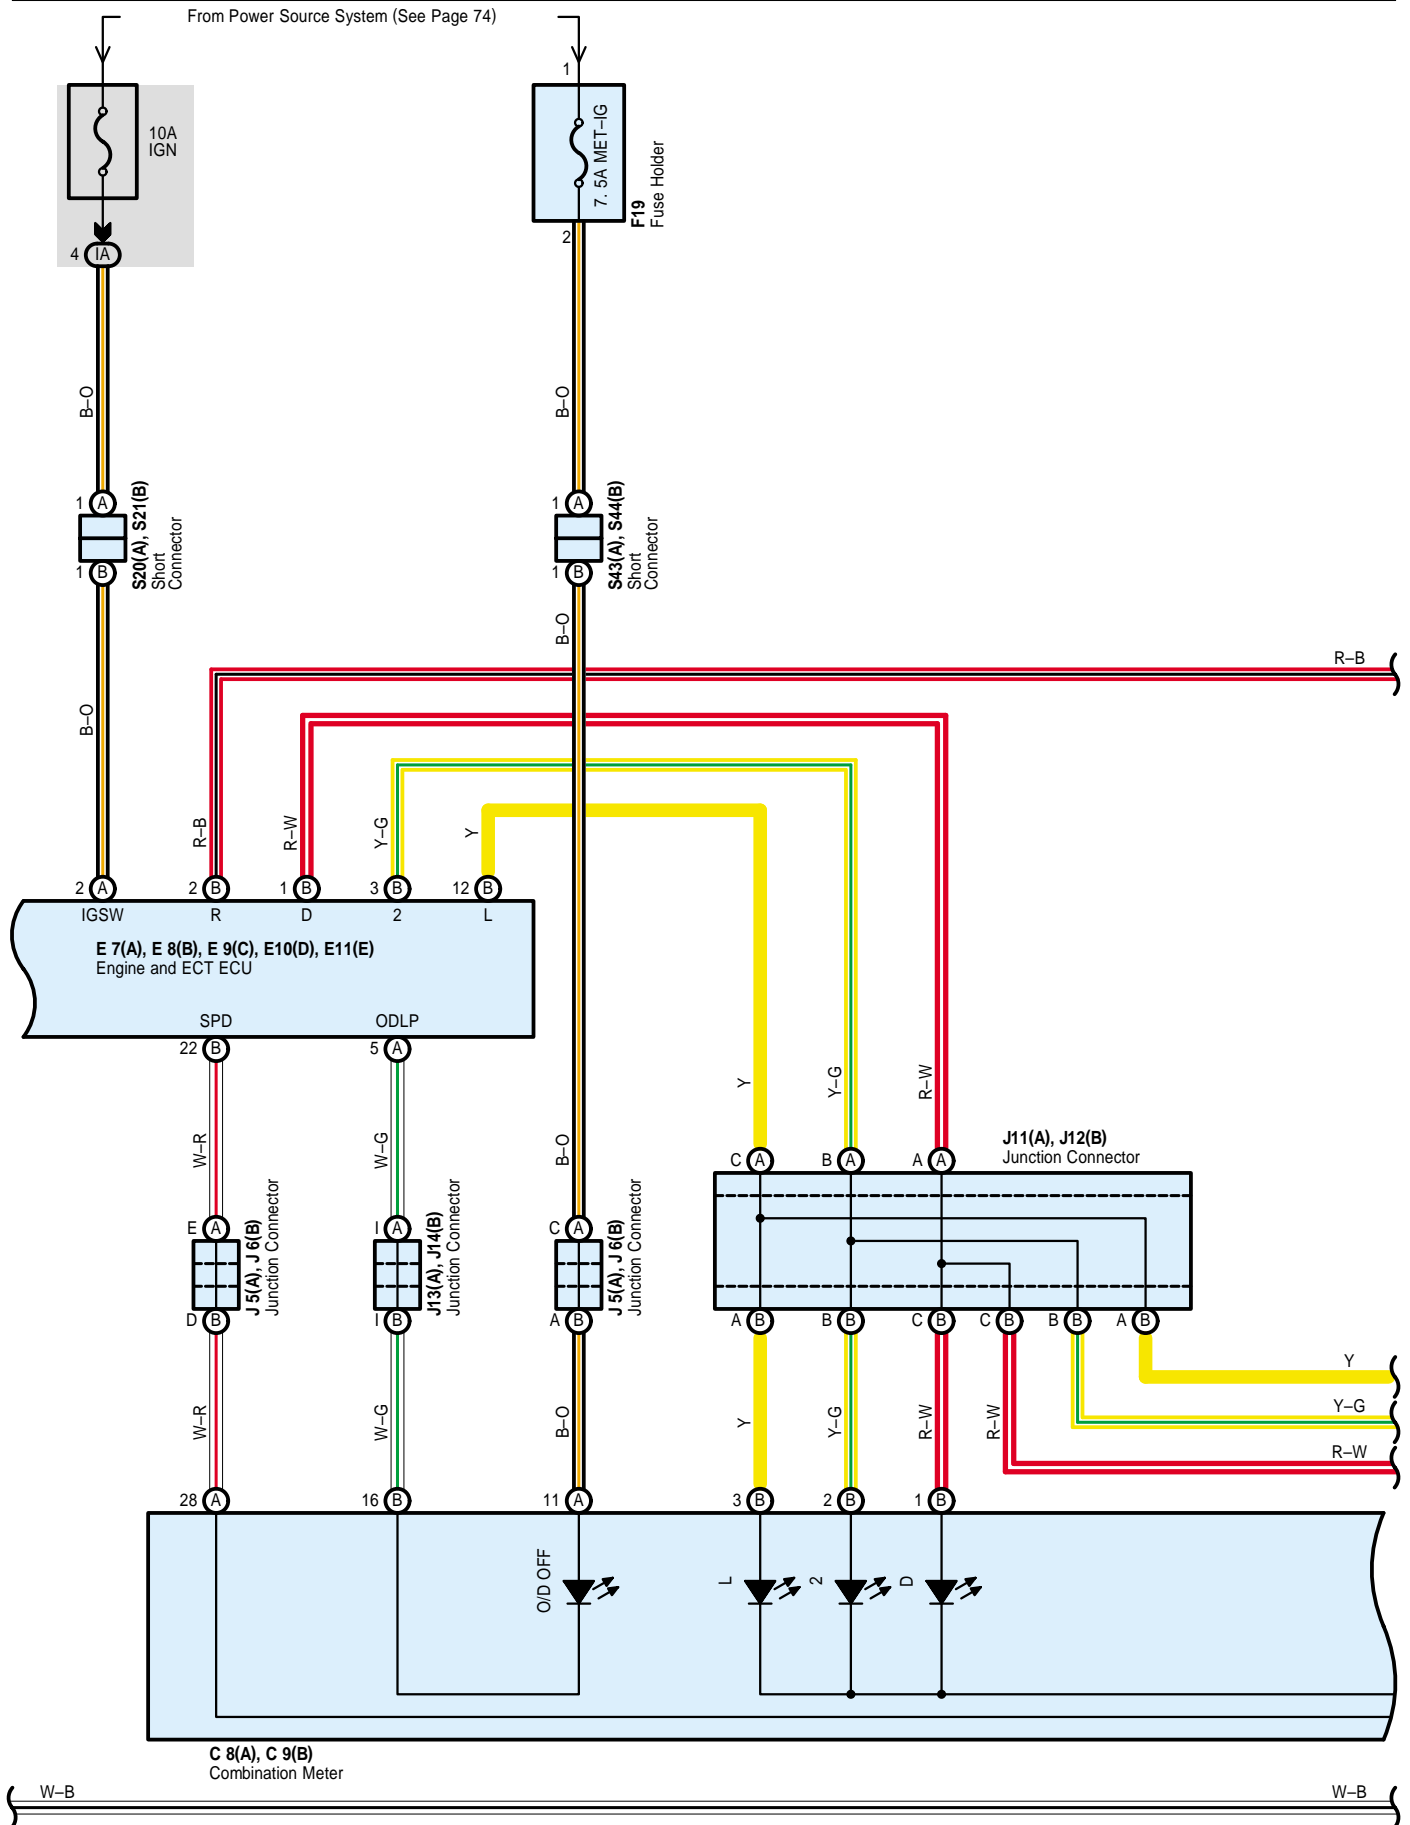 From Power Source System (See Page 74)
1
10A
IGN
7. 5A MET–IG
F19
Fuse Holder
4 IA
2
B–O
B–O
1 A
S20(A), S21(B)
Short
Connector
1 B
1 A
S43(A), S44(B)
Short
Connector
1 B
B–O
R–B
B–O
R–B
R–W
Y–G
Y
2 A
2 B
1 B
3 B
12 B
IGSW
R
D
2
L
E 7(A), E 8(B), E 9(C), E10(D), E11(E)
Engine and ECT ECU
SPD
ODLP
22 B
5 A
Y
Y–G
R–W
W–R
W–G
B–O
J11(A), J12(B)
Junction Connector
C A
B A
A A
E A
J 5(A), J 6(B)
Junction Connector
D B
I A
J13(A), J14(B)
Junction Connector
I B
C A
J 5(A), J 6(B)
Junction Connector
A B
A B
B B
C B
C B
B B
A B
Y
Y–G
R–W
W–R
W–G
B–O
Y
Y–G
R–W
R–W
28 A
16 B
11 A
3 B
2 B
1 B
O/D OFF
L
2
D
C 8(A), C 9(B)
Combination Meter
W–B
W–B